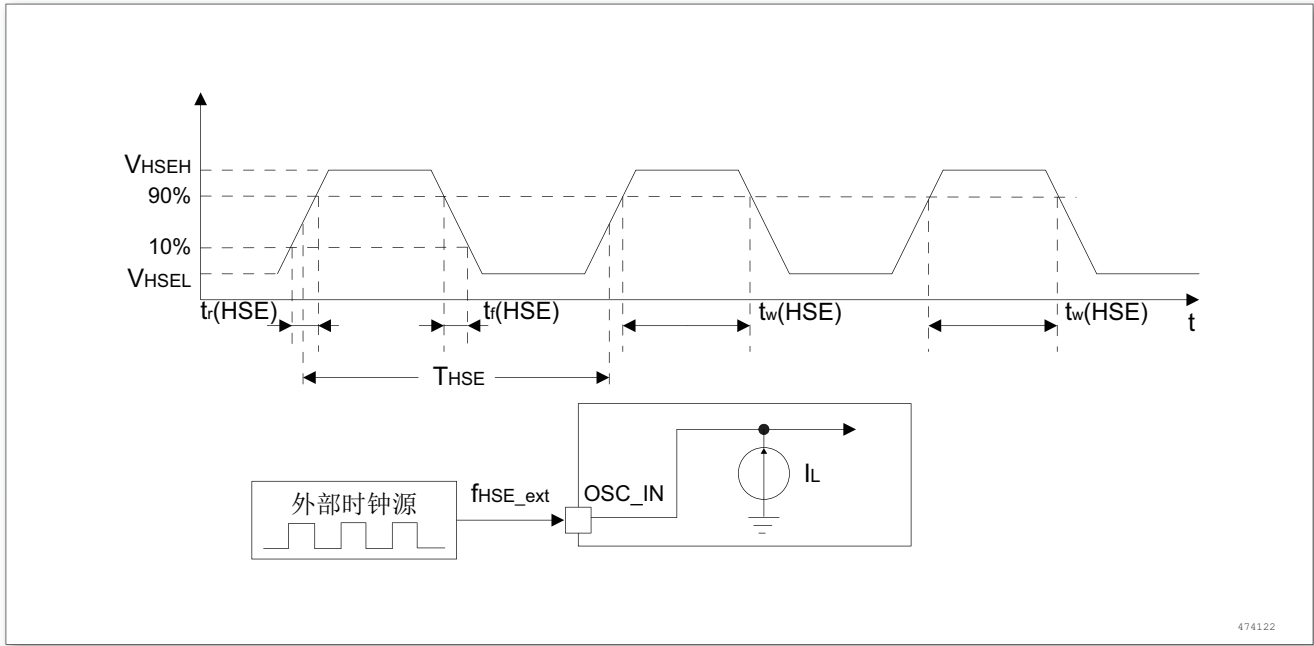 VHSEH
90%
10%
VHSEL
tr(HSE)
tf(HSE)
tw(HSE)
tw(HSE)
t
THSE
外部时钟源
fHSE_ext
OSC_IN
IL
474122